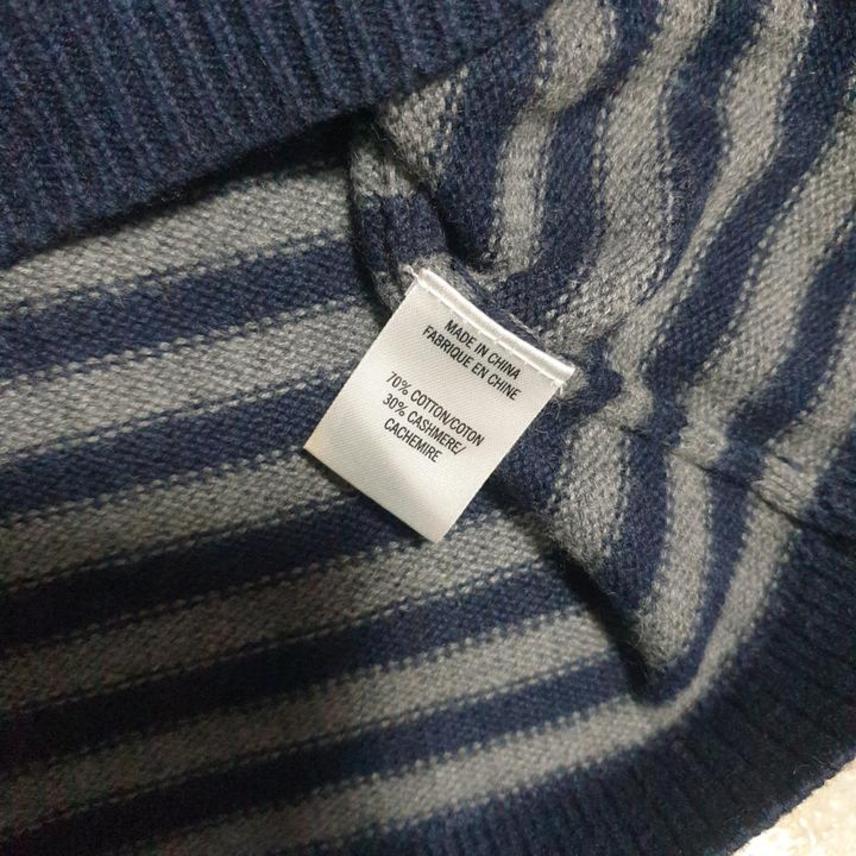 MADE IN CHINA
FABRIQUE EN CHINE
70% COTTON/COTON
30% CASHMERE/
CACHEMIRE